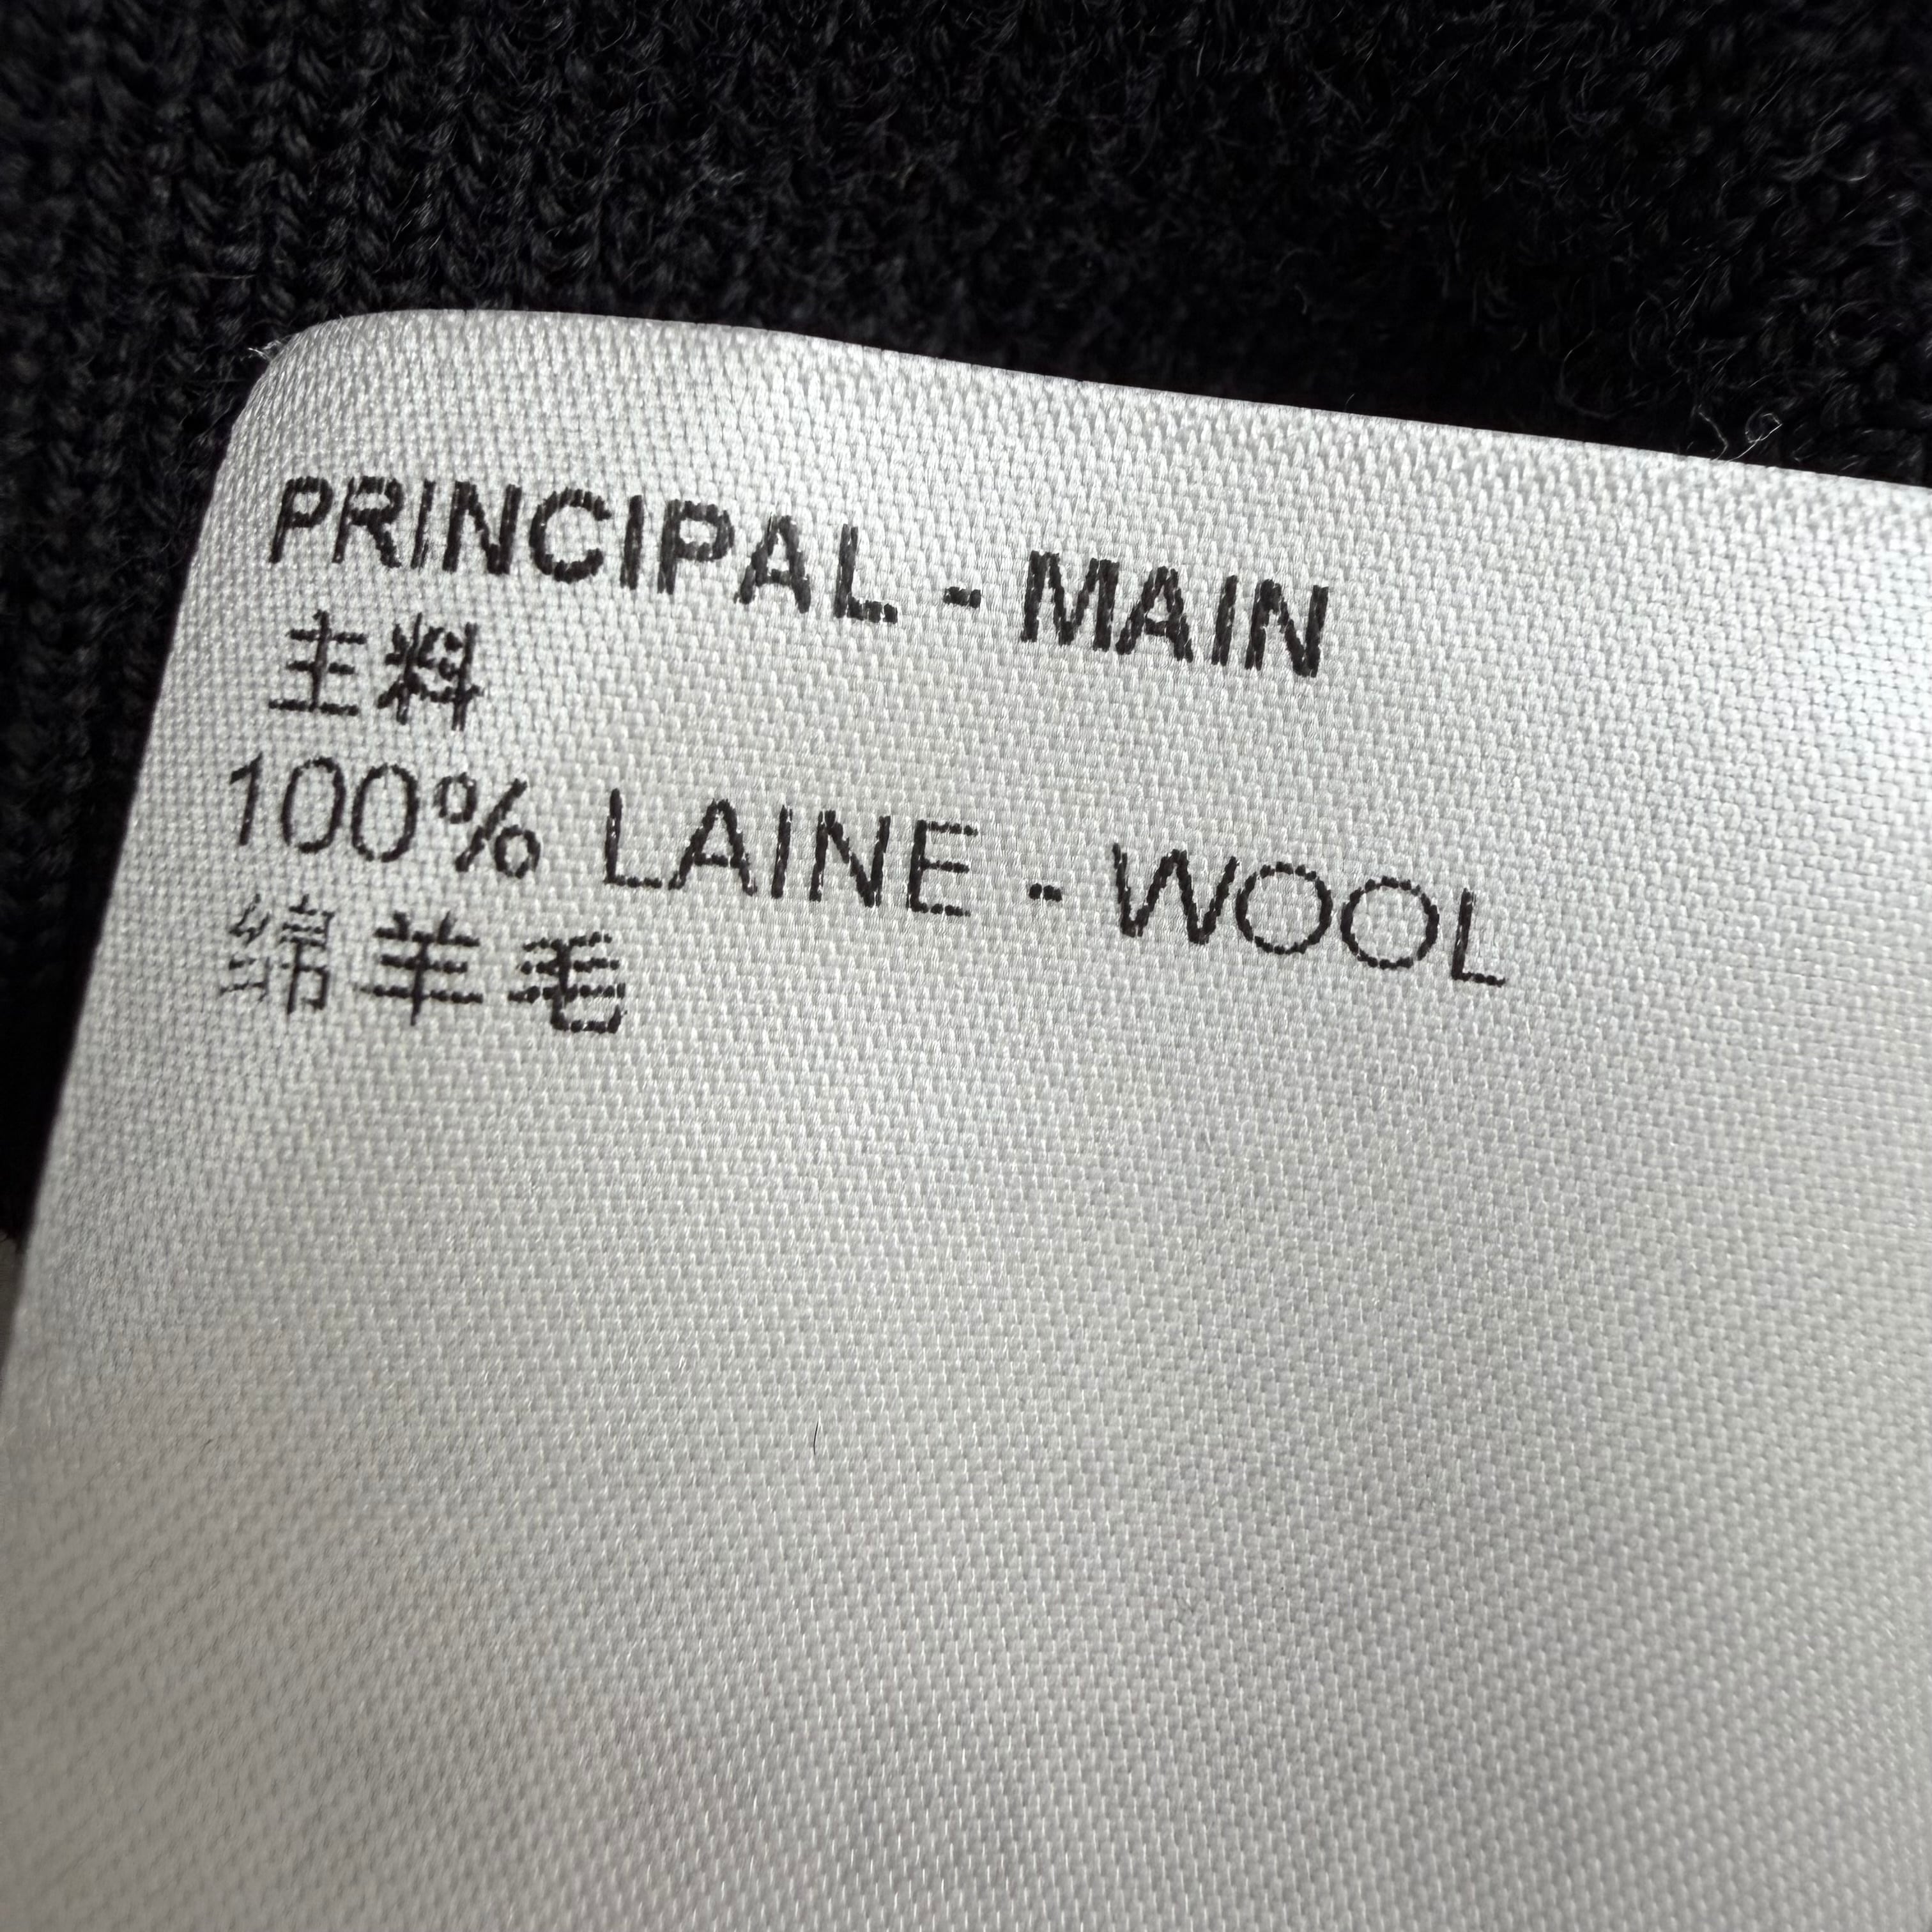 PRINCIPAL - MAIN
主料
100% LAINE - WOOL
绵羊毛